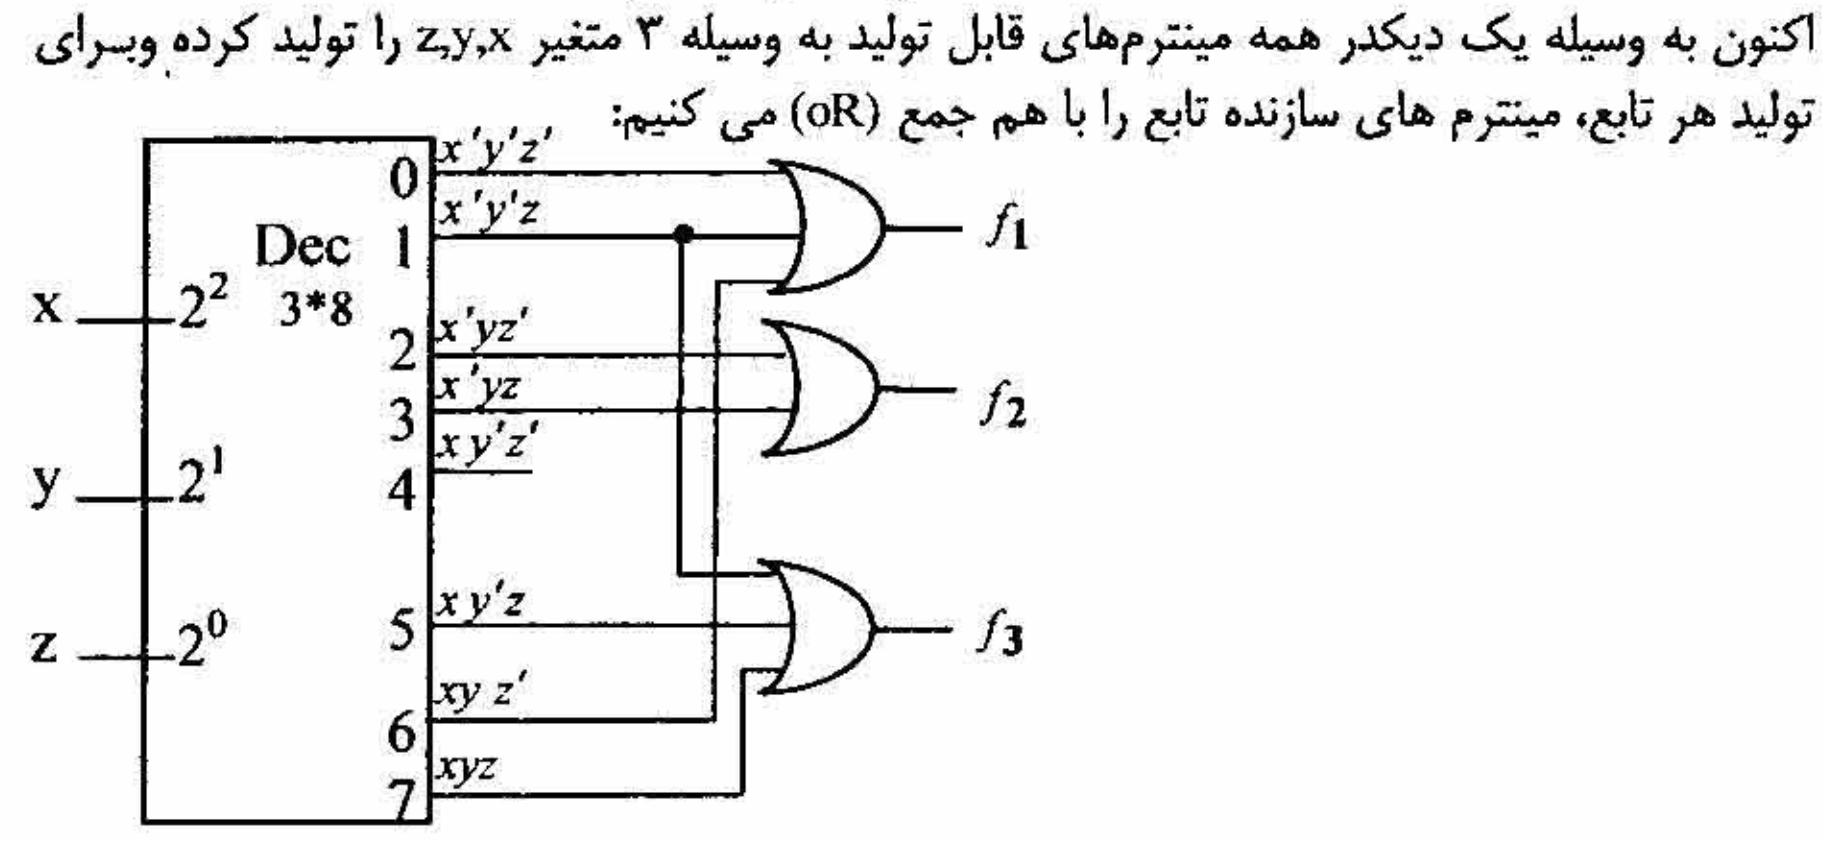 اکنون به وسیله یک دیکدر همه مینترم‌های قابل تولید به وسیله ۳ متغیر z,y,x را تولید کرده وبرای
تولید هر تابع، مینترم های سازنده تابع را با هم جمع (oR) می کنیم:
x'y'z'
0
x'y'z
Dec 1
f1
x 2^2 3*8
x'yz'
2
x'yz
3
f2
xy'z'
y 2^1 4
xy'z
z 2^0 5
f3
xy z'
6
xyz
7